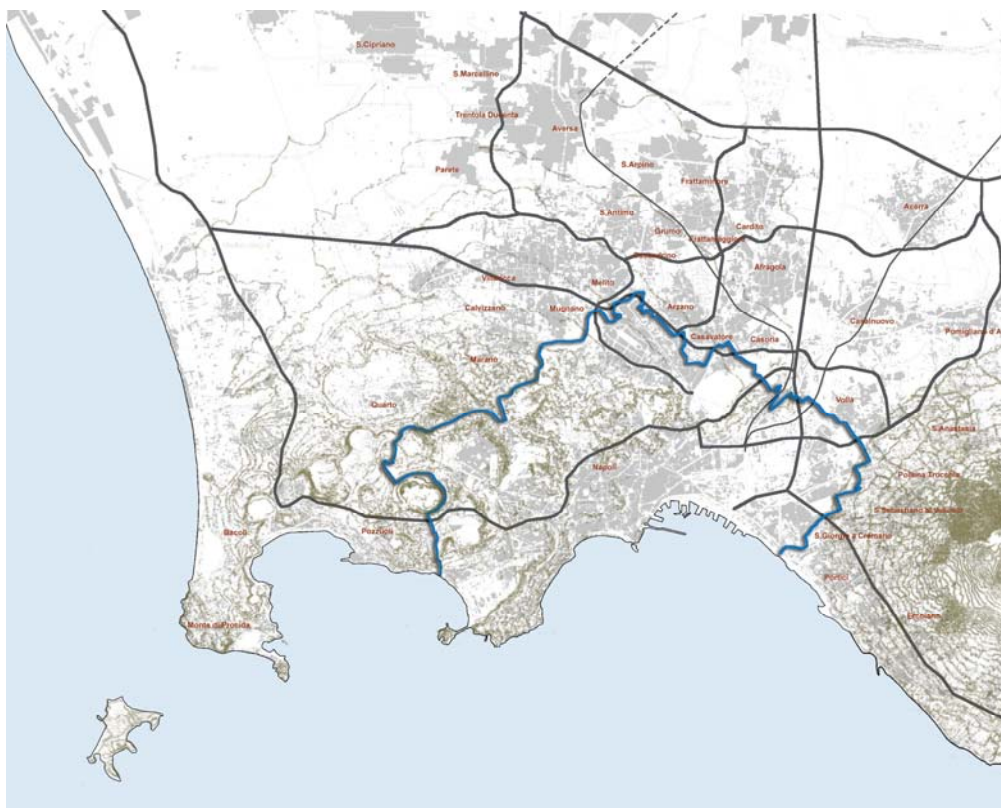 S.Cipriano
S.Marcellino
Trentola Ducenta
Aversa
Parete
S.Arpino
Frattaminore
Acerra
S.Antimo
Grumo
Cardito
Frattamaggiore
Afragola
Villaricca
Melito
Calvizzano
Mugnano
Arzano
Casalnuovo
Pomigliano d'A
Casavatore
Casoria
Marano
Quarto
Volla
S.Anastasia
Napoli
Pollena Trocchia
S.Sebastiano al Vesuvio
Bacoli
Pozzuoli
S.Giorgio a Cremano
Portici
Ercolano
Monte di Procida